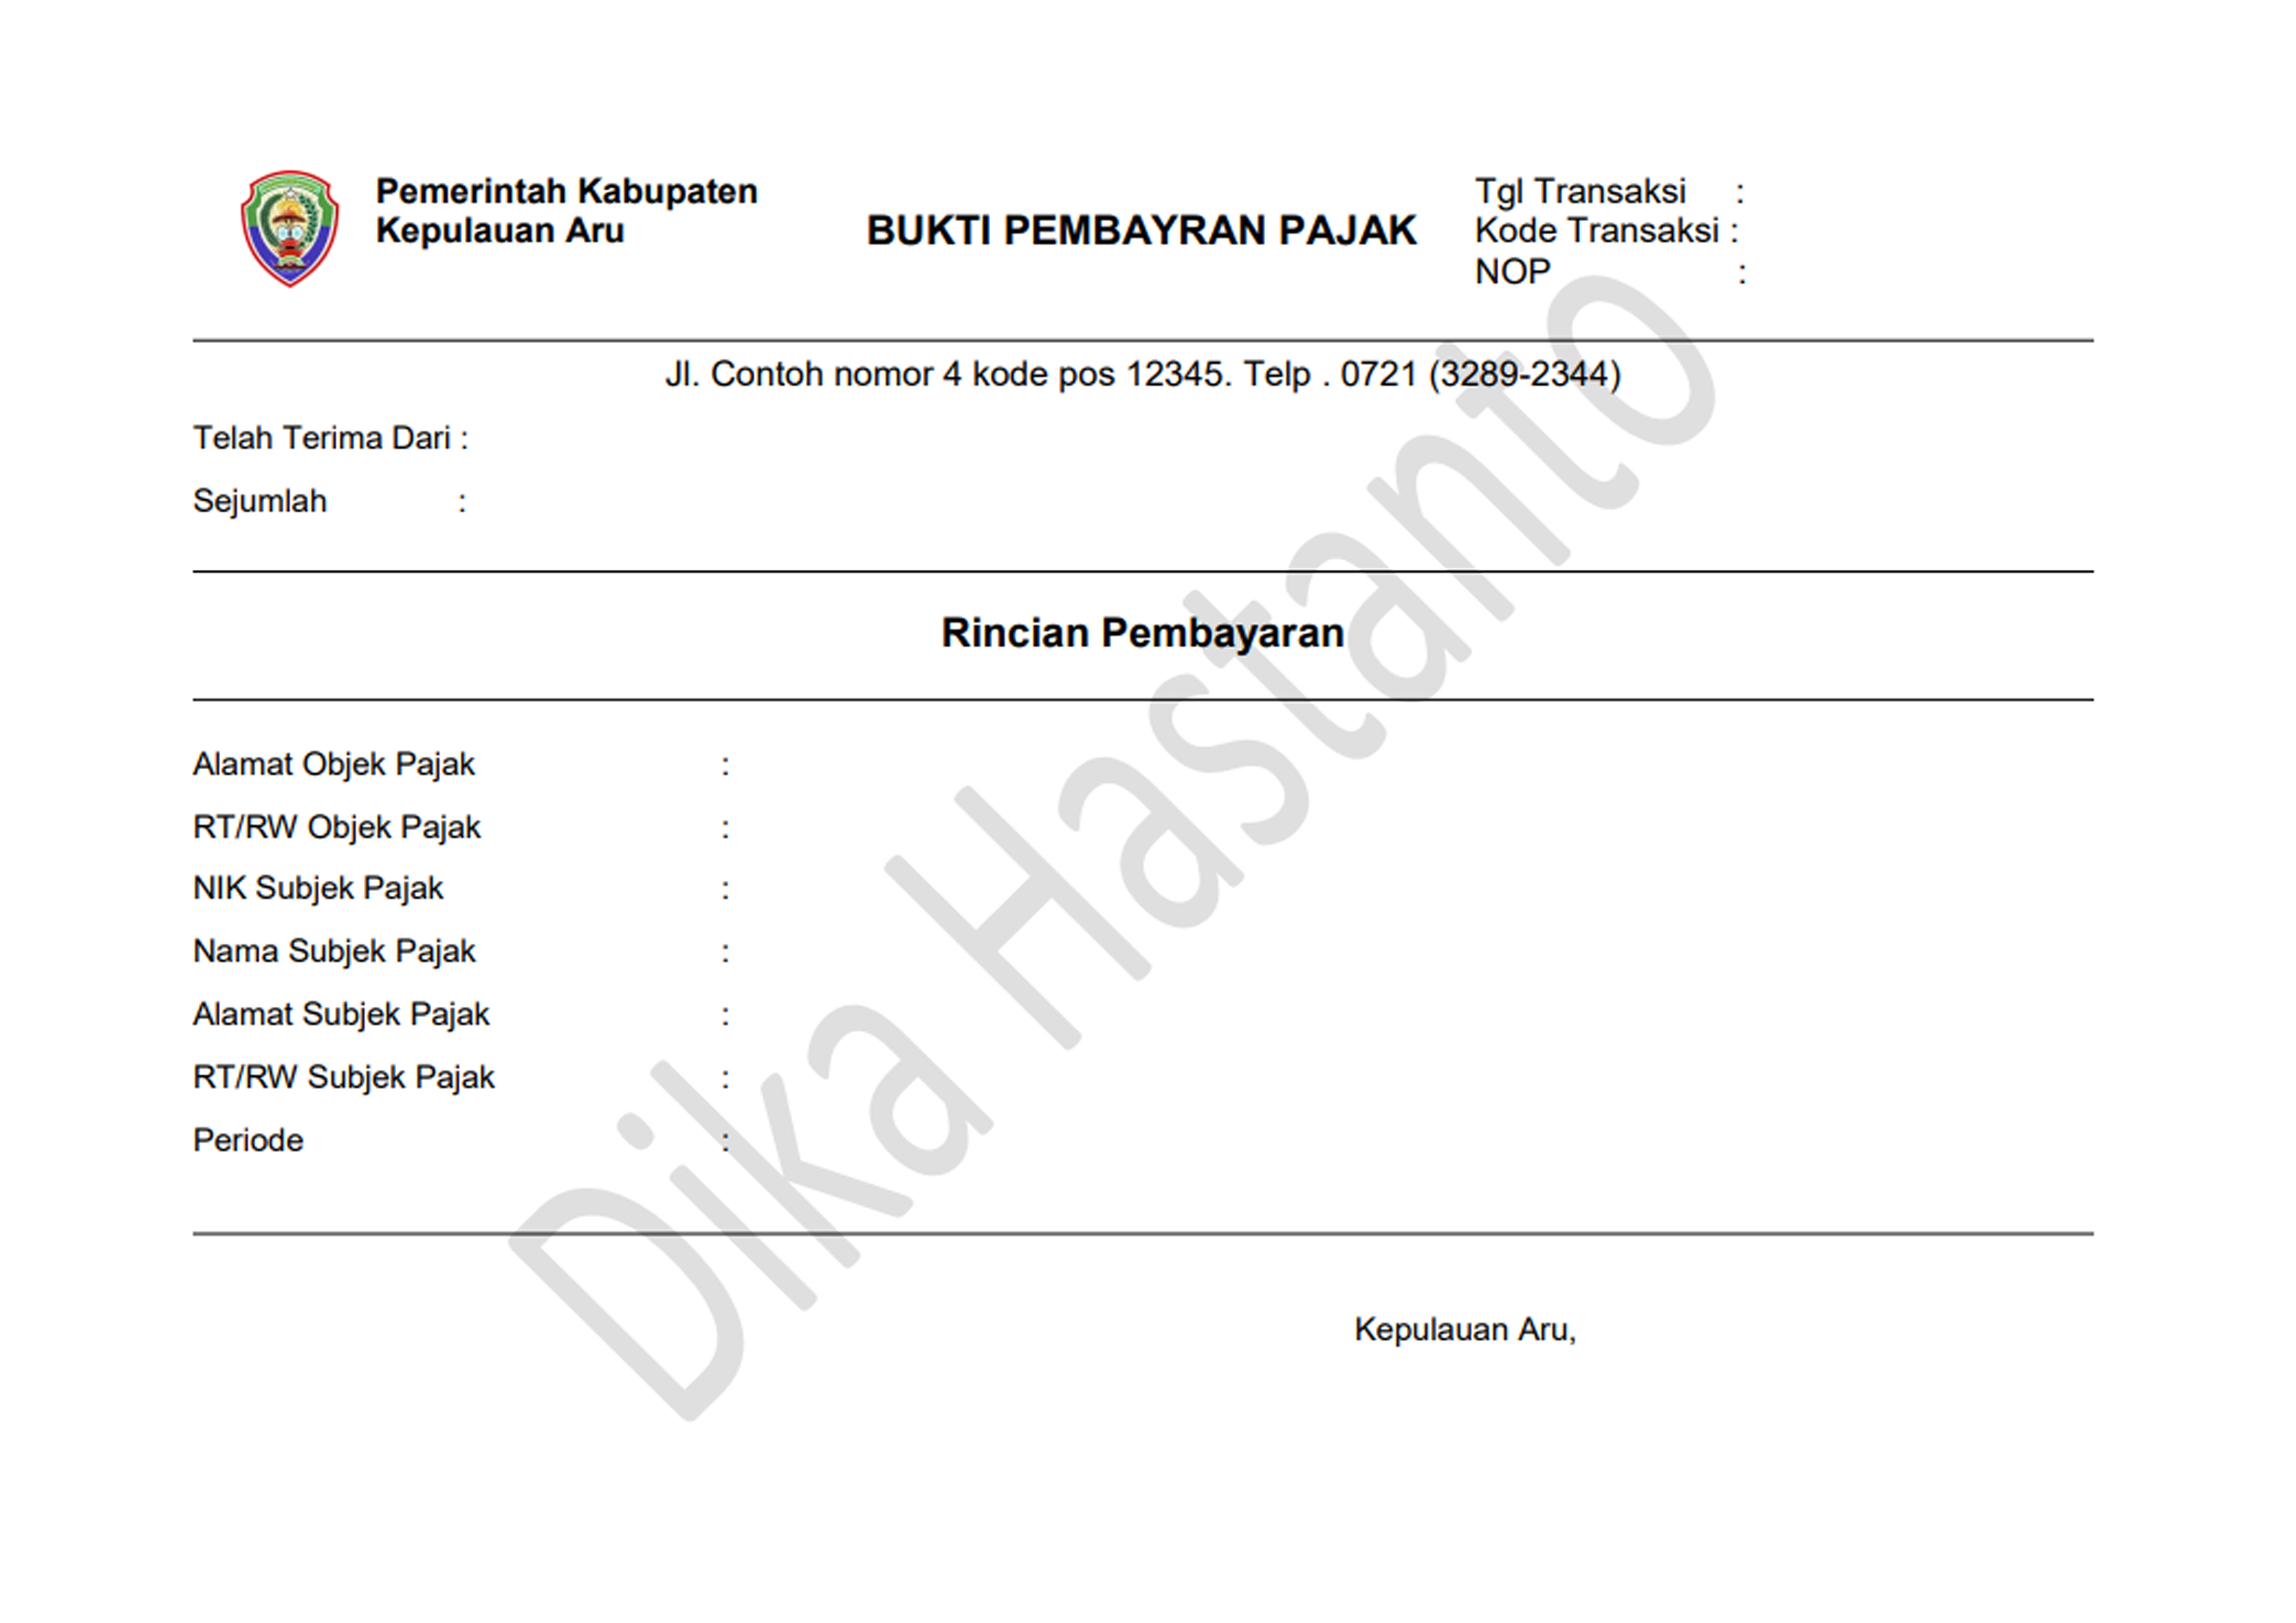 Pemerintah Kabupaten
Kepulauan Aru
BUKTI PEMBAYRAN PAJAK
Tgl Transaksi :
Kode Transaksi :
NOP :
Jl. Contoh nomor 4 kode pos 12345. Telp . 0721 (3289-2344)
Telah Terima Dari :
Sejumlah :
Rincian Pembayaran
Alamat Objek Pajak :
RT/RW Objek Pajak :
NIK Subjek Pajak :
Nama Subjek Pajak :
Alamat Subjek Pajak :
RT/RW Subjek Pajak :
Periode :
Kepulauan Aru,
Dika Hastanto